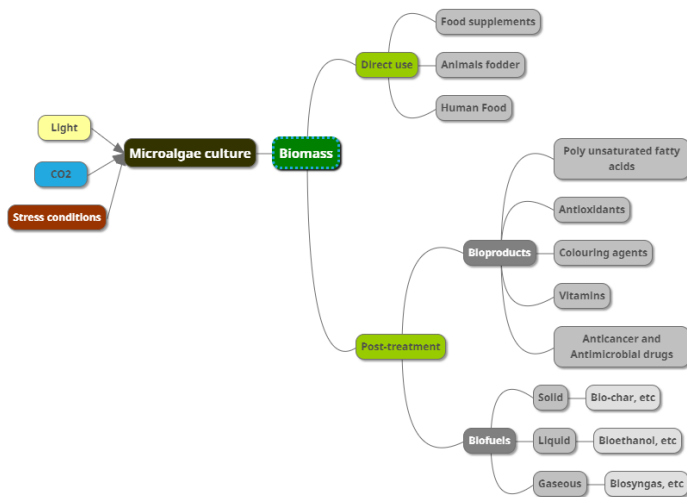 Food supplements
Direct use
Animals fodder
Human Food
Light
CO2
Stress conditions
Microalgae culture
Biomass
Poly unsaturated fatty
acids
Antioxidants
Bioproducts
Colouring agents
Vitamins
Anticancer and
Antimicrobial drugs
Post-treatment
Solid
Bio-char, etc
Biofuels
Liquid
Bioethanol, etc
Gaseous
Biosyngas, etc